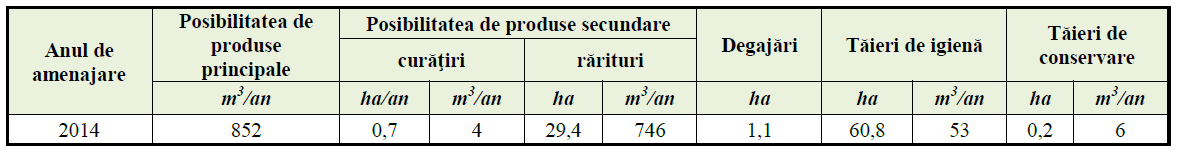 Anul de amenajare
Posibilitatea de produse principale
Posibilitatea de produse secundare
Degajări
Tăieri de igienă
Tăieri de conservare
curăţiri
rărituri
m³/an
ha/an
m³/an
ha
m³/an
ha
ha
m³/an
ha
m³/an
2014 852 0,7 4 29,4 746 1,1 60,8 53 0,2 6